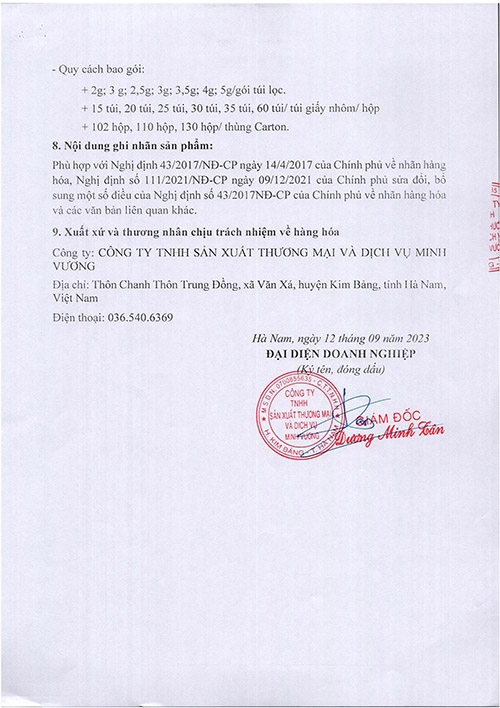 - Quy cách bao gói:
+ 2g; 3 g; 2,5g; 3g; 3,5g; 4g; 5g/gói túi lọc.
+ 15 túi, 20 túi, 25 túi, 30 túi, 35 túi, 60 túi/ túi giấy nhôm/ hộp
+ 102 hộp, 110 hộp, 130 hộp/ thùng Carton.
8. Nội dung ghi nhãn sản phẩm:
Phù hợp với Nghị định 43/2017/NĐ-CP ngày 14/4/2017 của Chính phủ về nhãn hàng
hóa, Nghị định số 111/2021/NĐ-CP ngày 09/12/2021 của Chính phủ sửa đổi, bổ
sung một số điều của Nghị định số 43/2017NĐ-CP của Chính phủ về nhãn hàng hóa
và các văn bản liên quan khác.
9. Xuất xứ và thương nhân chịu trách nhiệm về hàng hóa
Công ty: CÔNG TY TNHH SẢN XUẤT THƯƠNG MẠI VÀ DỊCH VỤ MINH
VƯƠNG
Địa chỉ: Thôn Chanh Thôn Trung Đồng, xã Văn Xá, huyện Kim Bảng, tỉnh Hà Nam,
Việt Nam
Điện thoại: 036.540.6369
Hà Nam, ngày 12 tháng 09 năm 2023
ĐẠI DIỆN DOANH NGHIỆP
(Ký tên, đóng dấu)
M.S.D.N: 0700855635 - C.T.T.N.H.H
CÔNG TY
TNHH
SẢN XUẤT THƯƠNG MẠI
VÀ DỊCH VỤ
MINH VƯƠNG
H. KIM BẢNG - T. HÀ NAM
GIÁM ĐỐC
Dương Minh Tân